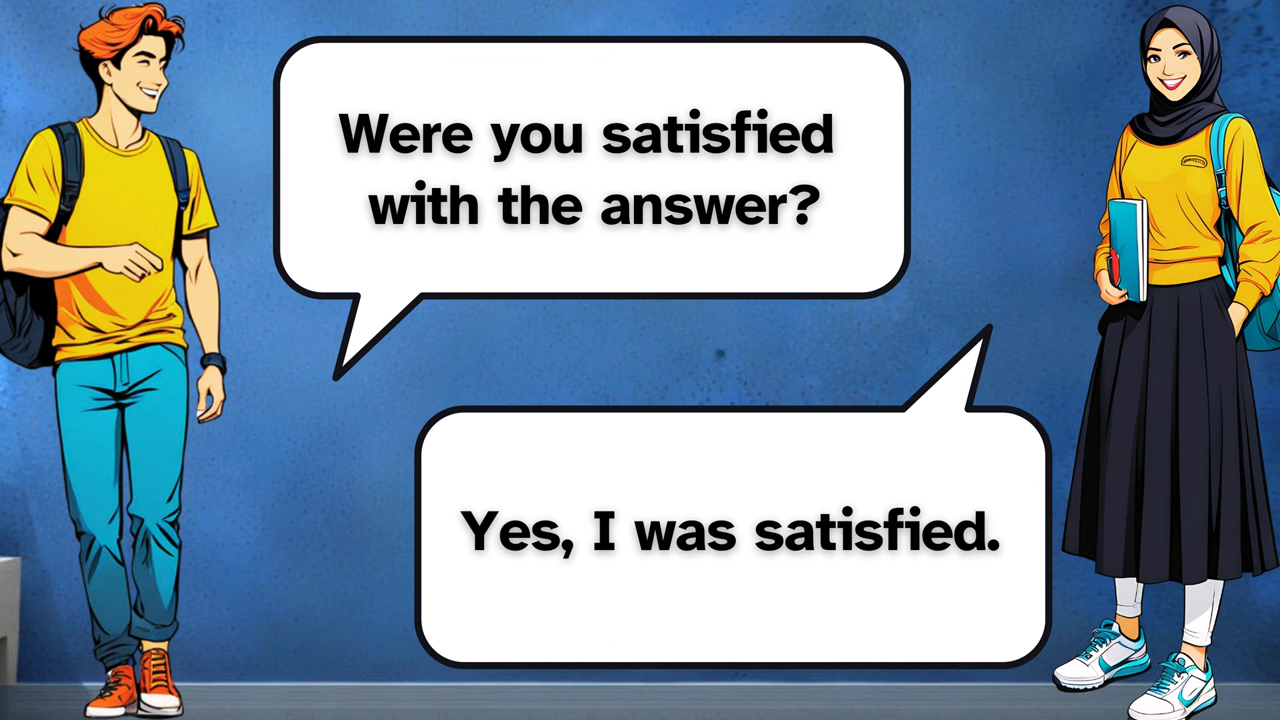 Were you satisfied
with the answer?
Yes, I was satisfied.